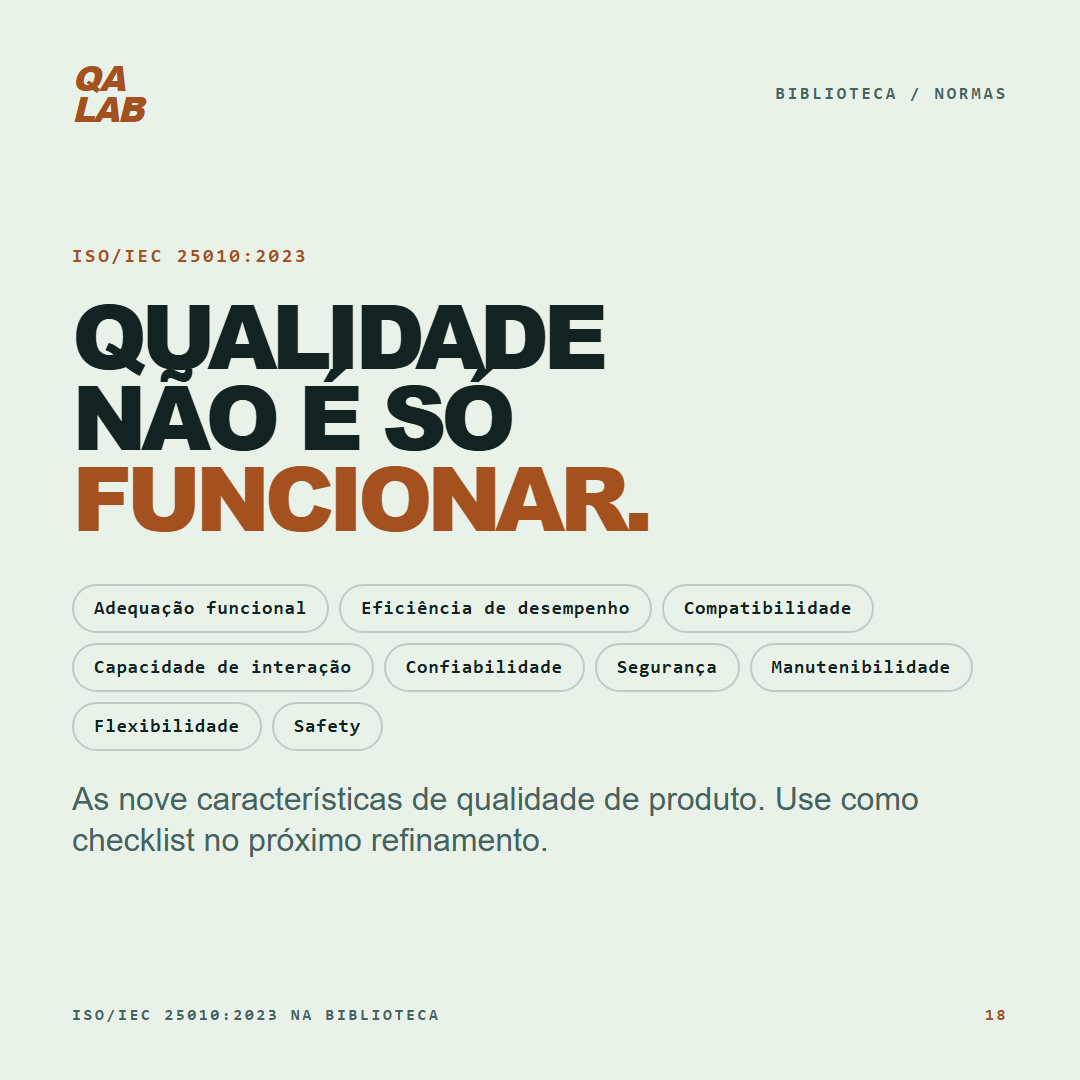 QA
LAB
BIBLIOTECA / NORMAS
ISO/IEC 25010:2023
QUALIDADE
NÃO É SÓ
FUNCIONAR.
Adequação funcional
Eficiência de desempenho
Compatibilidade
Capacidade de interação
Confiabilidade
Segurança
Manutenibilidade
Flexibilidade
Safety
As nove características de qualidade de produto. Use como
checklist no próximo refinamento.
ISO/IEC 25010:2023 NA BIBLIOTECA
18